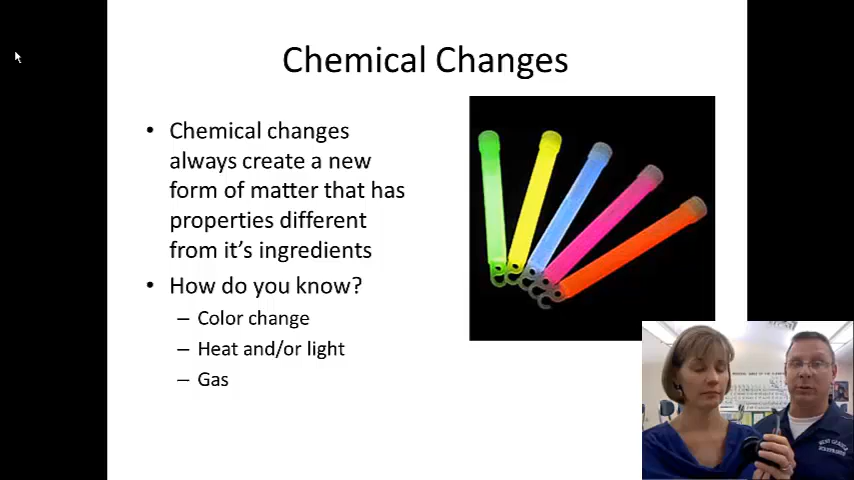 Chemical Changes
• Chemical changes
always create a new
form of matter that has
properties different
from it's ingredients
• How do you know?
– Color change
– Heat and/or light
– Gas